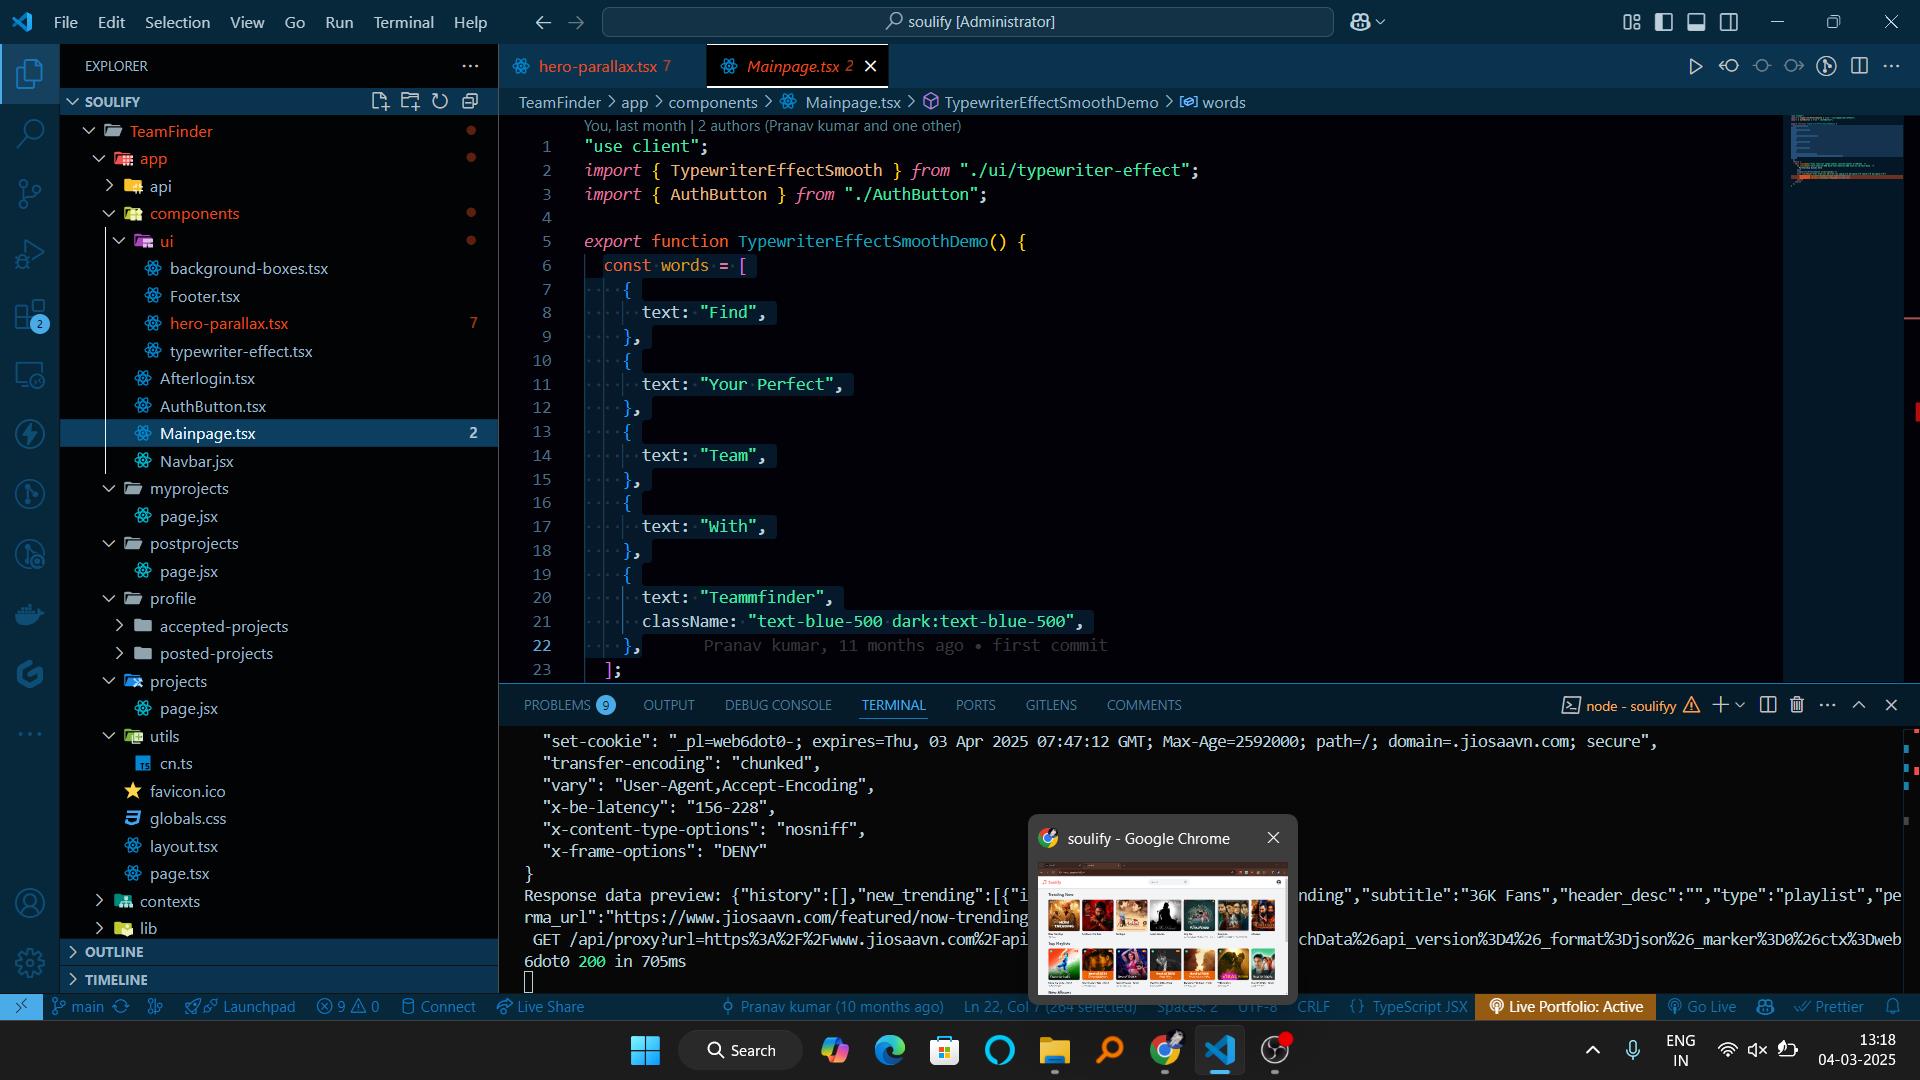 File Edit Selection View Go Run Terminal Help
soulify [Administrator]
EXPLORER
SOULIFY
TeamFinder
app
api
components
ui
background-boxes.tsx
Footer.tsx
hero-parallax.tsx 7
typewriter-effect.tsx
Afterlogin.tsx
AuthButton.tsx
Mainpage.tsx 2
Navbar.jsx
myprojects
page.jsx
postprojects
page.jsx
profile
accepted-projects
posted-projects
projects
page.jsx
utils
cn.ts
favicon.ico
globals.css
layout.tsx
page.tsx
contexts
lib
OUTLINE
TIMELINE
2
hero-parallax.tsx 7
Mainpage.tsx 2
TeamFinder > app > components > Mainpage.tsx > TypewriterEffectSmoothDemo > words
You, last month | 2 authors (Pranav kumar and one other)
1 "use client";
2 import { TypewriterEffectSmooth } from "./ui/typewriter-effect";
3 import { AuthButton } from "./AuthButton";
4
5 export function TypewriterEffectSmoothDemo() {
6 const words = [
7 {
8 text: "Find",
9 },
10 {
11 text: "Your Perfect",
12 },
13 {
14 text: "Team",
15 },
16 {
17 text: "With",
18 },
19 {
20 text: "Teammfinder",
21 className: "text-blue-500 dark:text-blue-500",
22 }, Pranav kumar, 11 months ago • first commit
23 ];
PROBLEMS 9 OUTPUT DEBUG CONSOLE TERMINAL PORTS GITLENS COMMENTS
node - soulifyy
"set-cookie": "_pl=web6dot0-; expires=Thu, 03 Apr 2025 07:47:12 GMT; Max-Age=2592000; path=/; domain=.jiosaavn.com; secure",
"transfer-encoding": "chunked",
"vary": "User-Agent,Accept-Encoding",
"x-be-latency": "156-228",
"x-content-type-options": "nosniff",
"x-frame-options": "DENY"
}
Response data preview: {"history":[],"new_trending":[{"i nding","subtitle":"36K Fans","header_desc":"","type":"playlist","pe
rma_url":"https://www.jiosaavn.com/featured/now-trending
GET /api/proxy?url=https%3A%2F%2Fwww.jiosaavn.com%2Fapi chData%26api_version%3D4%26_format%3Djson%26_marker%3D0%26ctx%3Dweb
6dot0 200 in 705ms
soulify - Google Chrome
Trending Now
Top Playlists
main
Launchpad
9 0
Connect
Live Share
Pranav kumar (10 months ago)
Ln 22, Col 7 (264 selected)
Spaces: 2
UTF-8
CRLF
{ } TypeScript JSX
Live Portfolio: Active
Go Live
Prettier
Search
ENG
IN
13:18
04-03-2025